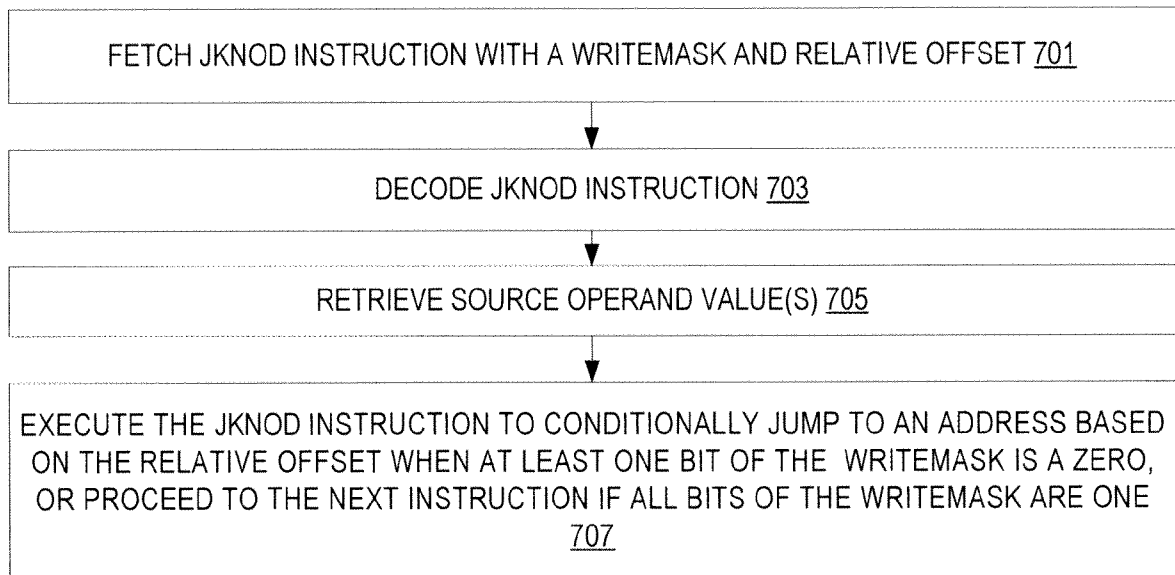 FETCH JKNOD INSTRUCTION WITH A WRITEMASK AND RELATIVE OFFSET 701
DECODE JKNOD INSTRUCTION 703
RETRIEVE SOURCE OPERAND VALUE(S) 705
EXECUTE THE JKNOD INSTRUCTION TO CONDITIONALLY JUMP TO AN ADDRESS BASED
ON THE RELATIVE OFFSET WHEN AT LEAST ONE BIT OF THE WRITEMASK IS A ZERO,
OR PROCEED TO THE NEXT INSTRUCTION IF ALL BITS OF THE WRITEMASK ARE ONE
707